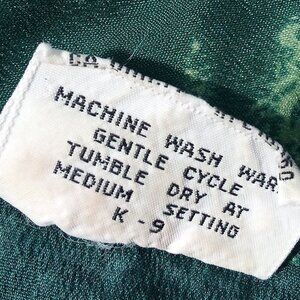 MACHINE WASH WAR
GENTLE CYCLE
TUMBLE DRY AT
MEDIUM SETTING
K - 9